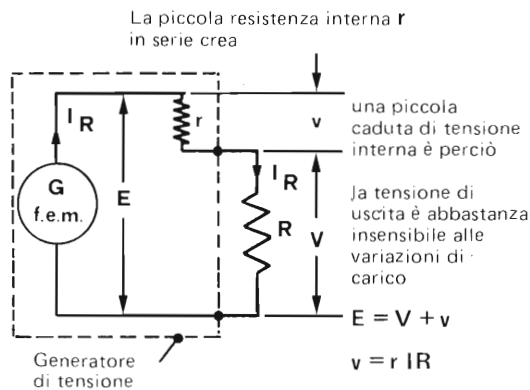 La piccola resistenza interna r
in serie crea
I R
r
v
una piccola
caduta di tensione
interna è perciò
G
f.e.m.
E
I R
R
V
la tensione di
uscita è abbastanza
insensibile alle
variazioni di
carico
E = V + v
v = r IR
Generatore
di tensione